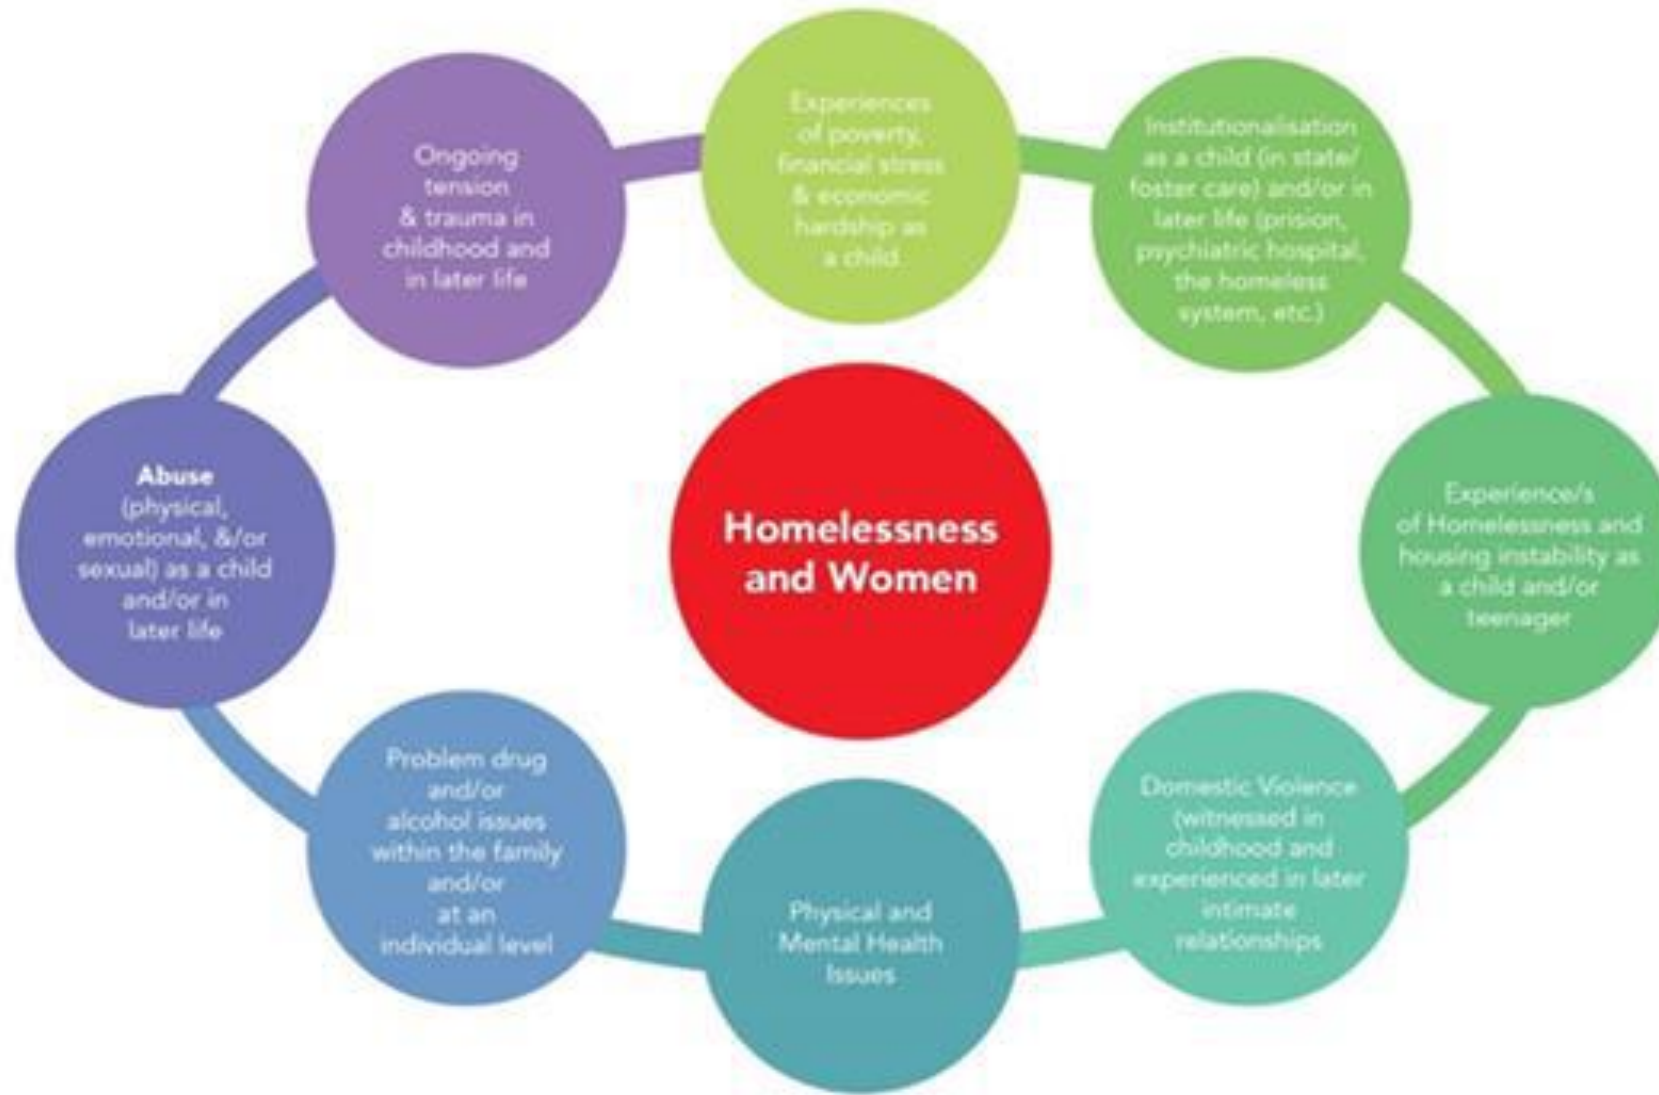 Experiences
of poverty,
financial stress
& economic
hardship as
a child
Institutionalisation
as a child (in state/
foster care) and/or in
later life (prision,
psychiatric hospital,
the homeless
system, etc.)
Experience/s
of Homelessness and
housing instability as
a child and/or
teenager
Domestic Violence
(witnessed in
childhood and
experienced in later
intimate
relationships
Physical and
Mental Health
Issues
Problem drug
and/or
alcohol issues
within the family
and/or
at an
individual level
Abuse
(physical,
emotional, &/or
sexual) as a child
and/or in
later life
Ongoing
tension
& trauma in
childhood and
in later life
Homelessness
and Women